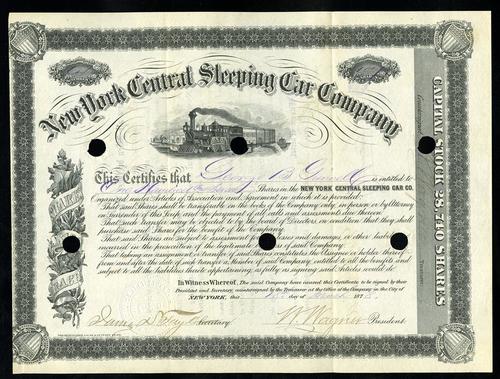 New York Central Sleeping Car Company
This Certifies that George B. Grinnell is entitled to
One Hundred Shares in the NEW YORK CENTRAL SLEEPING CAR CO.
Organized under Articles of Association and Agreement in which it is provided:
That said Shares shall be transferable in the books of the Company only in person or by Attorney
on surrender of this Scrip and the payment of all calls and assessments due thereon.
That such transfer may be objected to by the board of Directors, on condition that they shall
purchase said Shares for the benefit of the Company.
That said Shares are subject to assessment for losses and damages, or other liabilities
incurred in the prosecution of the legitimate business of said Company.
That taking an assignment or transfer of said Shares constitutes the Assignee or holder thereof
from and after the date of such transfer, a Member of said Company, entitled to all the benefits and
subject to all the liabilities thereto appertaining, as fully as signing said Articles would do.
In Witness Whereof, The said Company have caused this Certificate to be signed by their
President and Secretary countersigned by the Treasurer at the Office of the Company in the City of
NEW-YORK, this day of March 187
Secretary
W. Wagner President
CAPITAL STOCK 38,740 SHARES
WAGNER